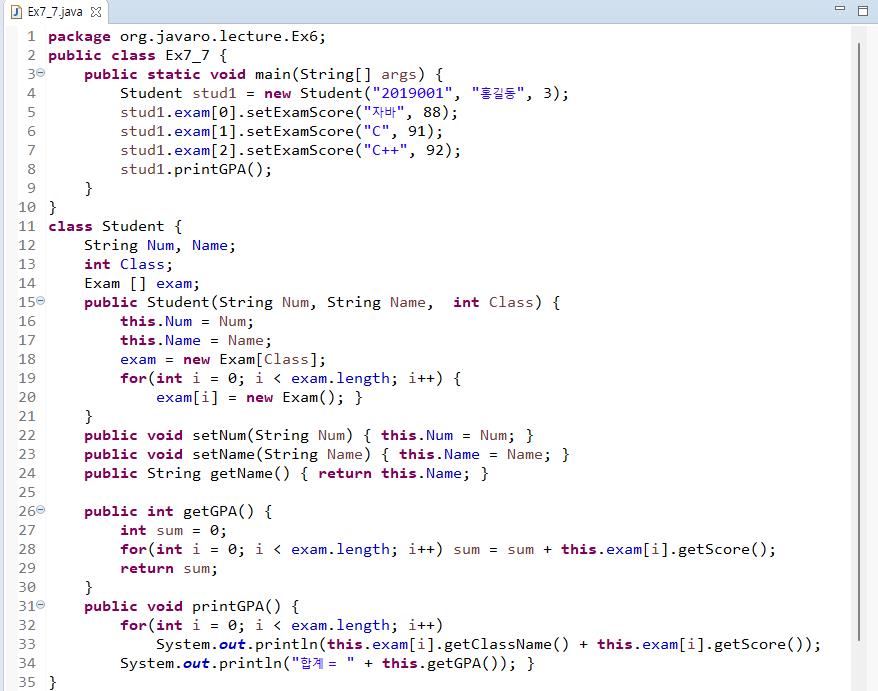 Ex7_7.java
1 package org.javaro.lecture.Ex6;
2 public class Ex7_7 {
3     public static void main(String[] args) {
4         Student stud1 = new Student("2019001", "홍길동", 3);
5         stud1.exam[0].setExamScore("자바", 88);
6         stud1.exam[1].setExamScore("C", 91);
7         stud1.exam[2].setExamScore("C++", 92);
8         stud1.printGPA();
9     }
10 }
11 class Student {
12     String Num, Name;
13     int Class;
14     Exam [] exam;
15     public Student(String Num, String Name,  int Class) {
16         this.Num = Num;
17         this.Name = Name;
18         exam = new Exam[Class];
19         for(int i = 0; i < exam.length; i++) {
20             exam[i] = new Exam(); }
21     }
22     public void setNum(String Num) { this.Num = Num; }
23     public void setName(String Name) { this.Name = Name; }
24     public String getName() { return this.Name; }
25
26     public int getGPA() {
27         int sum = 0;
28         for(int i = 0; i < exam.length; i++) sum = sum + this.exam[i].getScore();
29         return sum;
30     }
31     public void printGPA() {
32         for(int i = 0; i < exam.length; i++)
33             System.out.println(this.exam[i].getClassName() + this.exam[i].getScore());
34         System.out.println("합계 = " + this.getGPA()); }
35 }